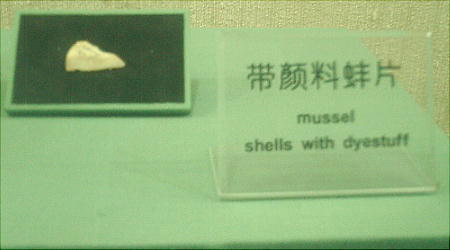 带颜料蚌片
mussel
shells with dyestuff